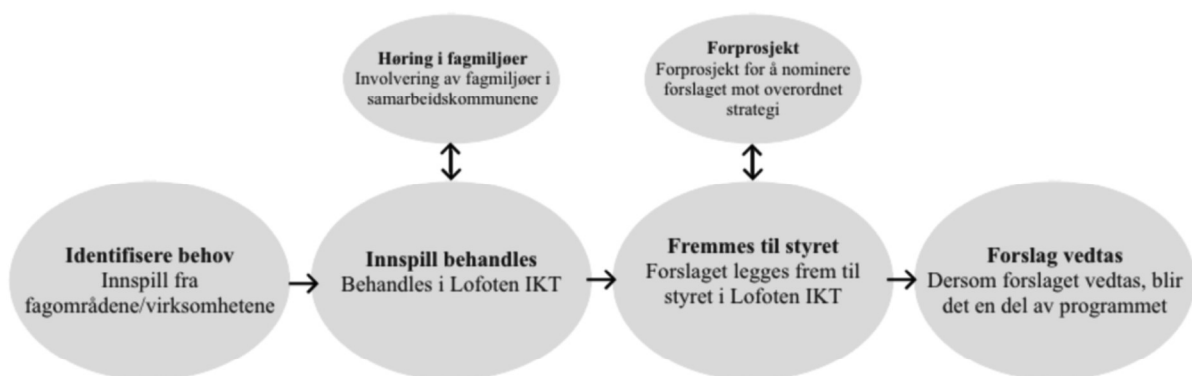 Høring i fagmiljøer
Involvering av fagmiljøer i
samarbeidskommunene
Forprosjekt
Forprosjekt for å nominere
forslaget mot overordnet
strategi
Identifisere behov
Innspill fra
fagområdene/virksomhetene
Innspill behandles
Behandles i Lofoten IKT
Fremmes til styret
Forslaget legges frem til
styret i Lofoten IKT
Forslag vedtas
Dersom forslaget vedtas, blir
det en del av programmet